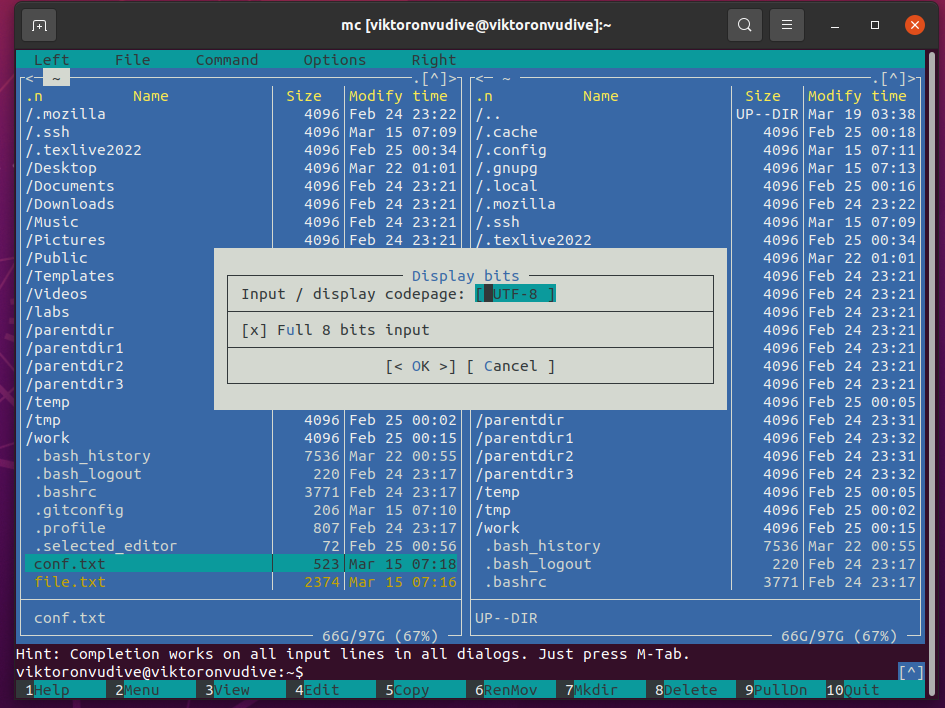 mc [viktoronvudive@viktoronvudive]:~
Left File Command Options Right
<- ~ .[^]> <- ~ .[^]>
.n Name Size Modify time .n Name Size Modify time
/.mozilla 4096 Feb 24 23:22 /.. UP--DIR Mar 19 03:38
/.ssh 4096 Mar 15 07:09 /.cache 4096 Feb 25 00:18
/.texlive2022 4096 Feb 25 00:34 /.config 4096 Mar 15 07:11
/Desktop 4096 Mar 22 01:01 /.gnupg 4096 Mar 15 07:13
/Documents 4096 Feb 24 23:21 /.local 4096 Feb 25 00:16
/Downloads 4096 Feb 24 23:21 /.mozilla 4096 Feb 24 23:22
/Music 4096 Feb 24 23:21 /.ssh 4096 Mar 15 07:09
/Pictures 4096 Feb 24 23:21 /.texlive2022 4096 Feb 25 00:34
/Public 4096 Mar 22 01:01
/Templates Display bits 4096 Feb 24 23:21
/Videos Input / display codepage: [ UTF-8 ] 4096 Feb 24 23:21
/labs 4096 Feb 24 23:21
/parentdir [x] Full 8 bits input 4096 Feb 24 23:21
/parentdir1 4096 Feb 24 23:21
/parentdir2 [< OK >] [ Cancel ] 4096 Feb 24 23:21
/parentdir3 4096 Feb 24 23:21
/temp 4096 Feb 25 00:05
/tmp 4096 Feb 25 00:02 /parentdir 4096 Feb 24 23:31
/work 4096 Feb 25 00:15 /parentdir1 4096 Feb 24 23:32
.bash_history 7536 Mar 22 00:55 /parentdir2 4096 Feb 24 23:31
.bash_logout 220 Feb 24 23:17 /parentdir3 4096 Feb 24 23:32
.bashrc 3771 Feb 24 23:17 /temp 4096 Feb 25 00:05
.gitconfig 206 Mar 15 07:10 /tmp 4096 Feb 25 00:02
.profile 807 Feb 24 23:17 /work 4096 Feb 25 00:15
.selected_editor 72 Feb 25 00:56 .bash_history 7536 Mar 22 00:55
conf.txt 523 Mar 15 07:18 .bash_logout 220 Feb 24 23:17
file.txt 2374 Mar 15 07:16 .bashrc 3771 Feb 24 23:17
conf.txt UP--DIR
66G/97G (67%) 66G/97G (67%)
Hint: Completion works on all input lines in all dialogs. Just press M-Tab.
viktoronvudive@viktoronvudive:~$ [^]
1Help 2Menu 3View 4Edit 5Copy 6RenMov 7Mkdir 8Delete 9PullDn 10Quit